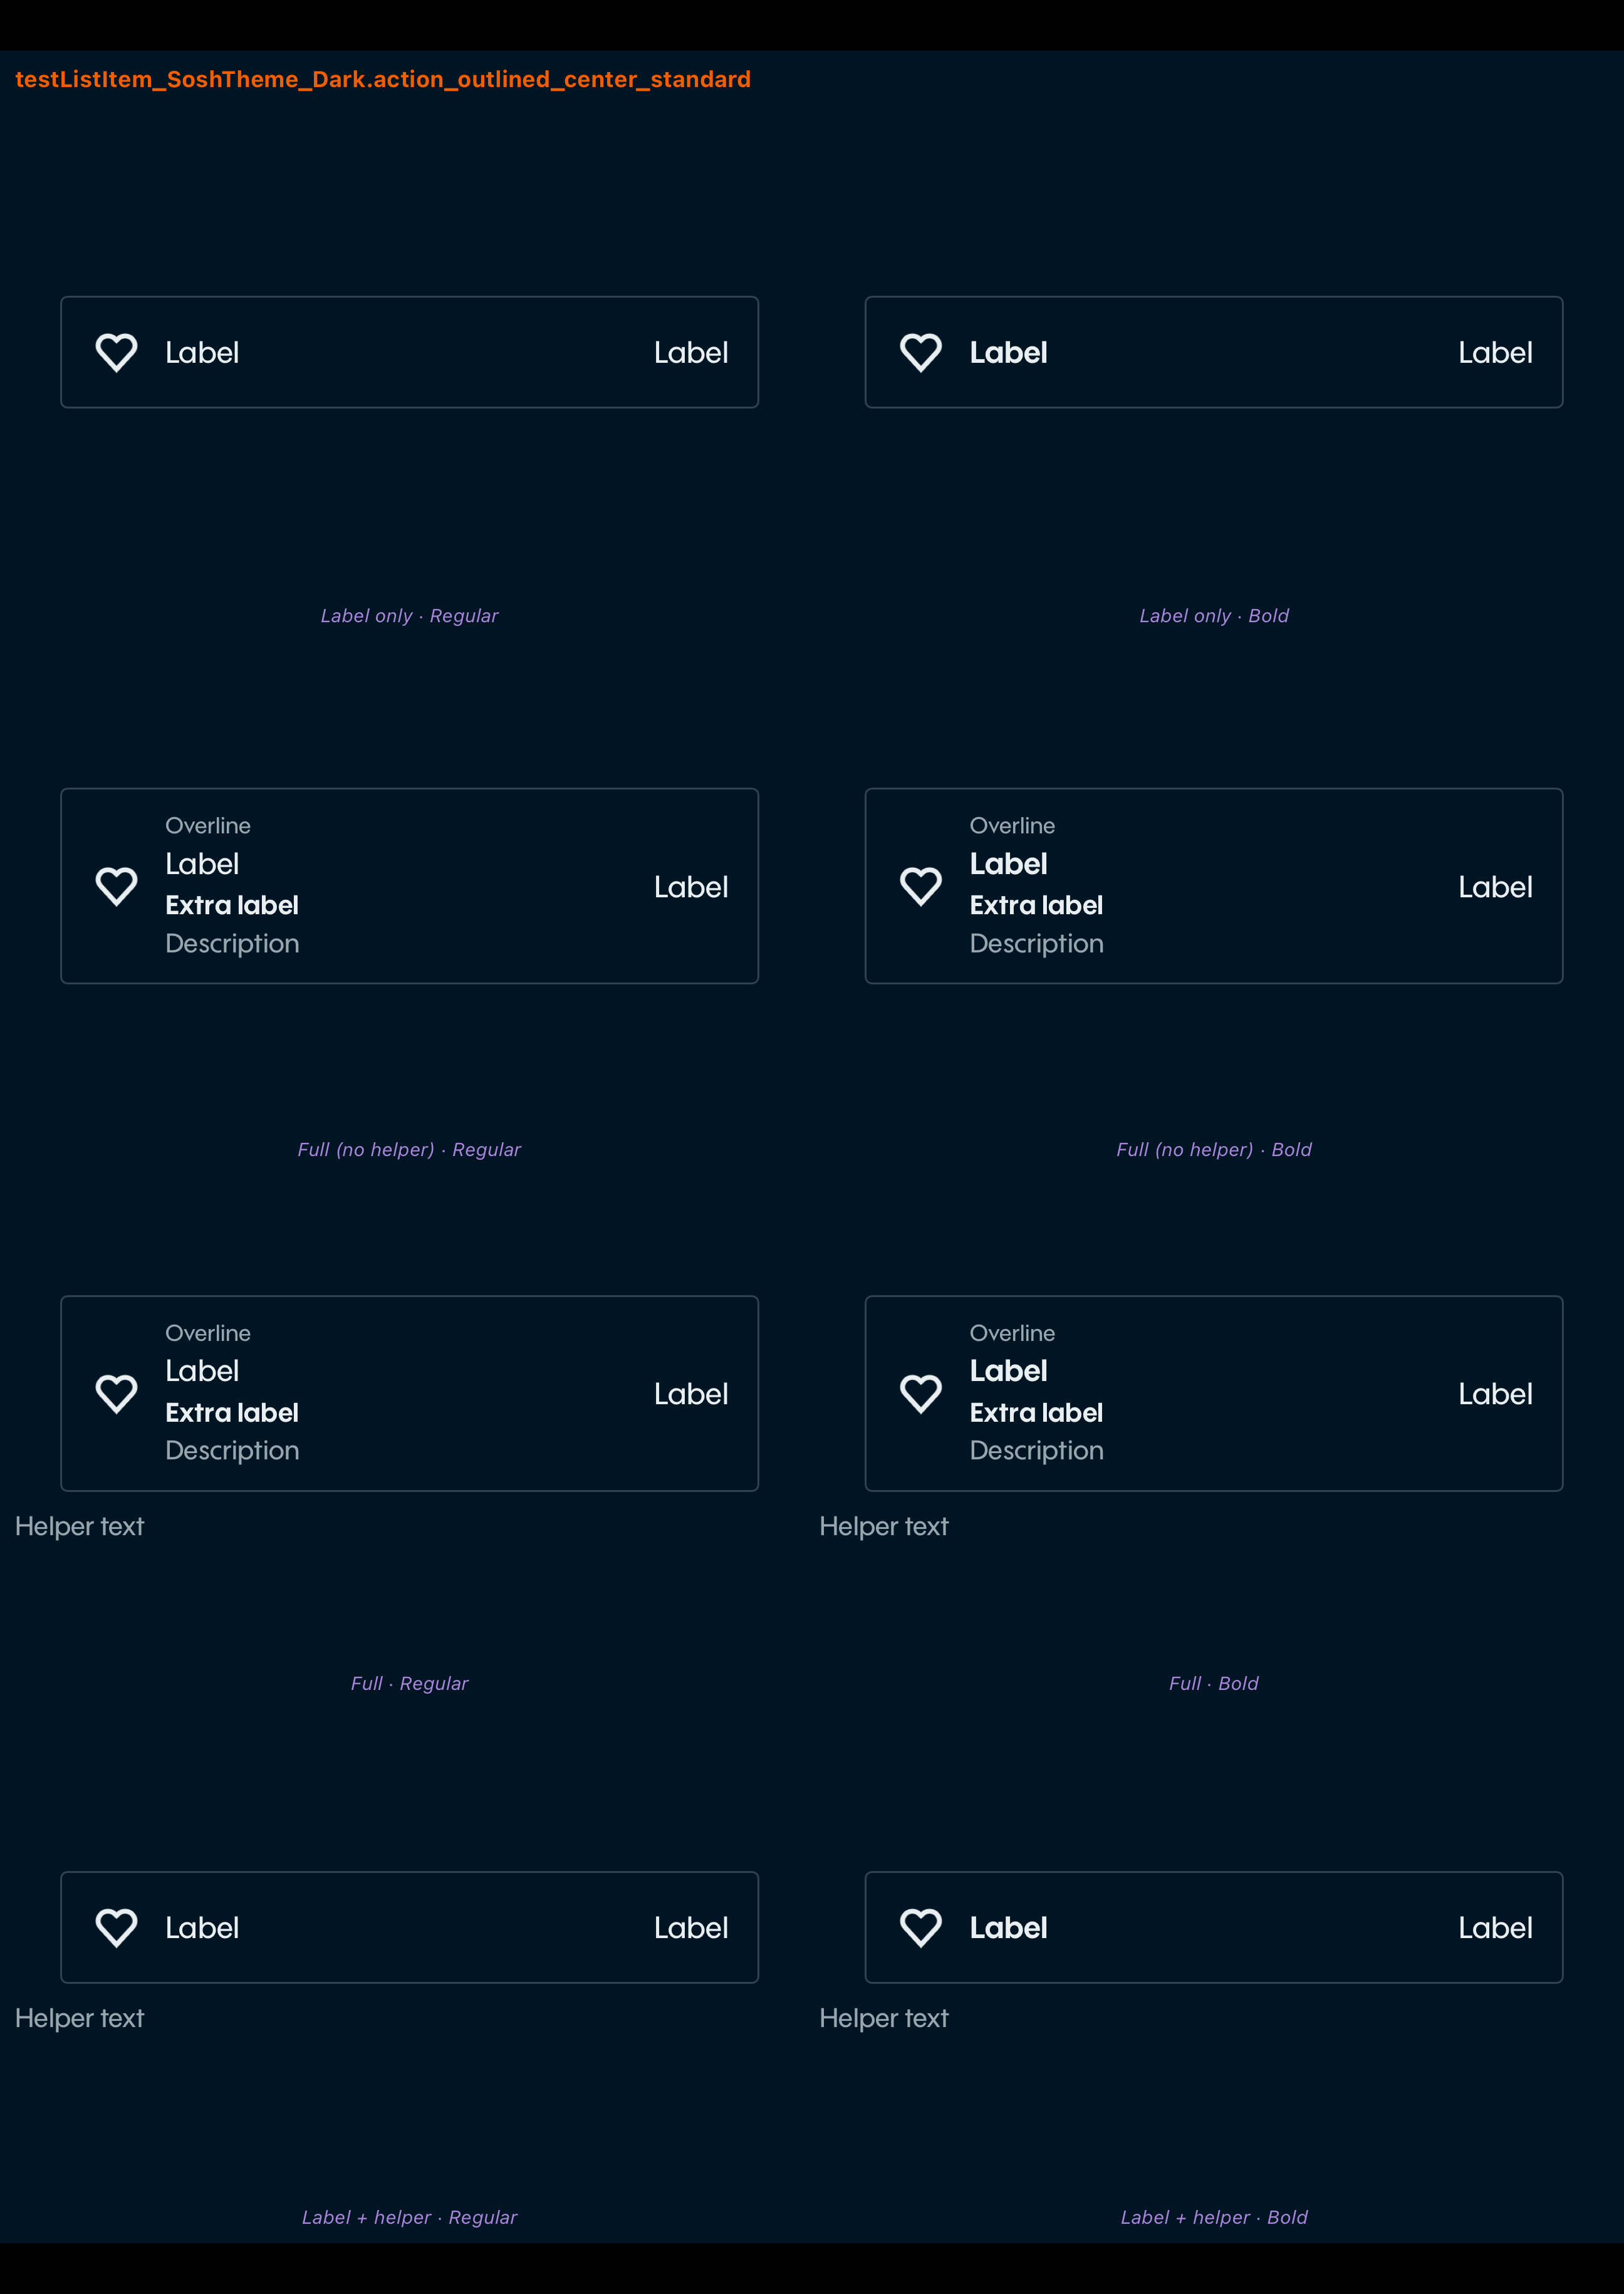 testListItem_SoshTheme_Dark.action_outlined_center_standard
Label Label
Label Label
Label only · Regular
Label only · Bold
Overline
Label
Extra label
Description
Label
Overline
Label
Extra label
Description
Label
Full (no helper) · Regular
Full (no helper) · Bold
Overline
Label
Extra label
Description
Label
Helper text
Overline
Label
Extra label
Description
Label
Helper text
Full · Regular
Full · Bold
Label Label
Helper text
Label Label
Helper text
Label + helper · Regular
Label + helper · Bold